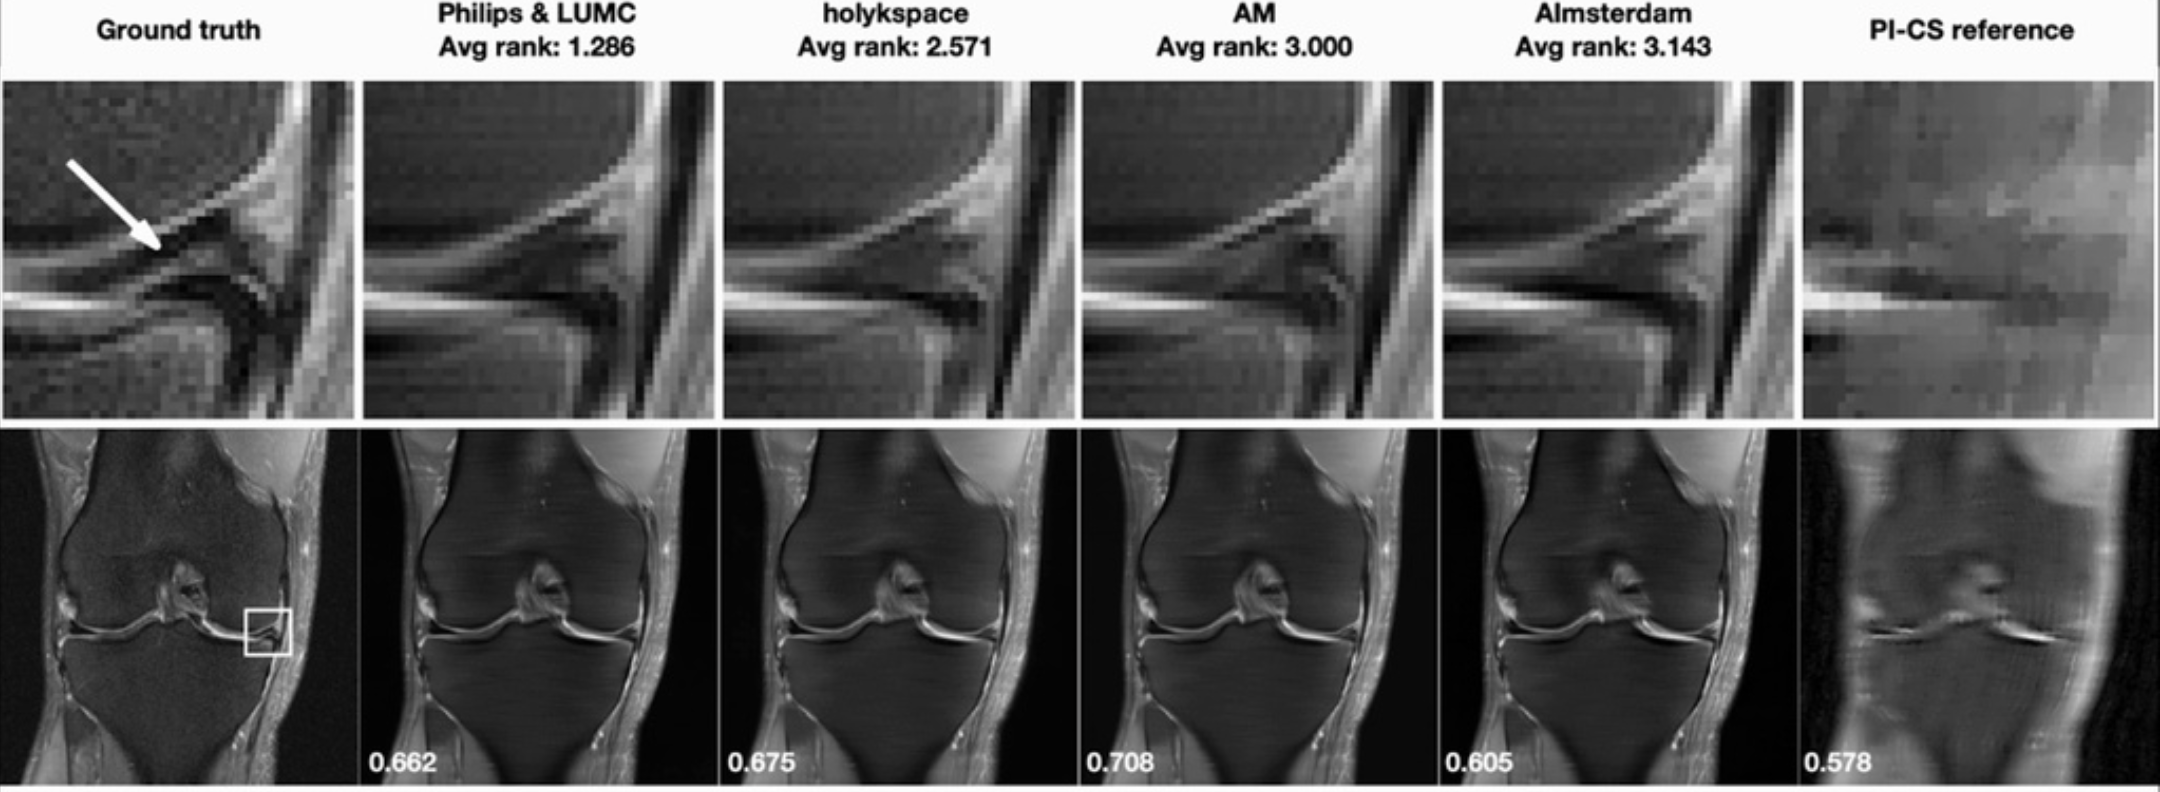 Ground truth
Philips & LUMC
Avg rank: 1.286
holykspace
Avg rank: 2.571
AM
Avg rank: 3.000
AImsterdam
Avg rank: 3.143
PI-CS reference
0.662
0.675
0.708
0.605
0.578